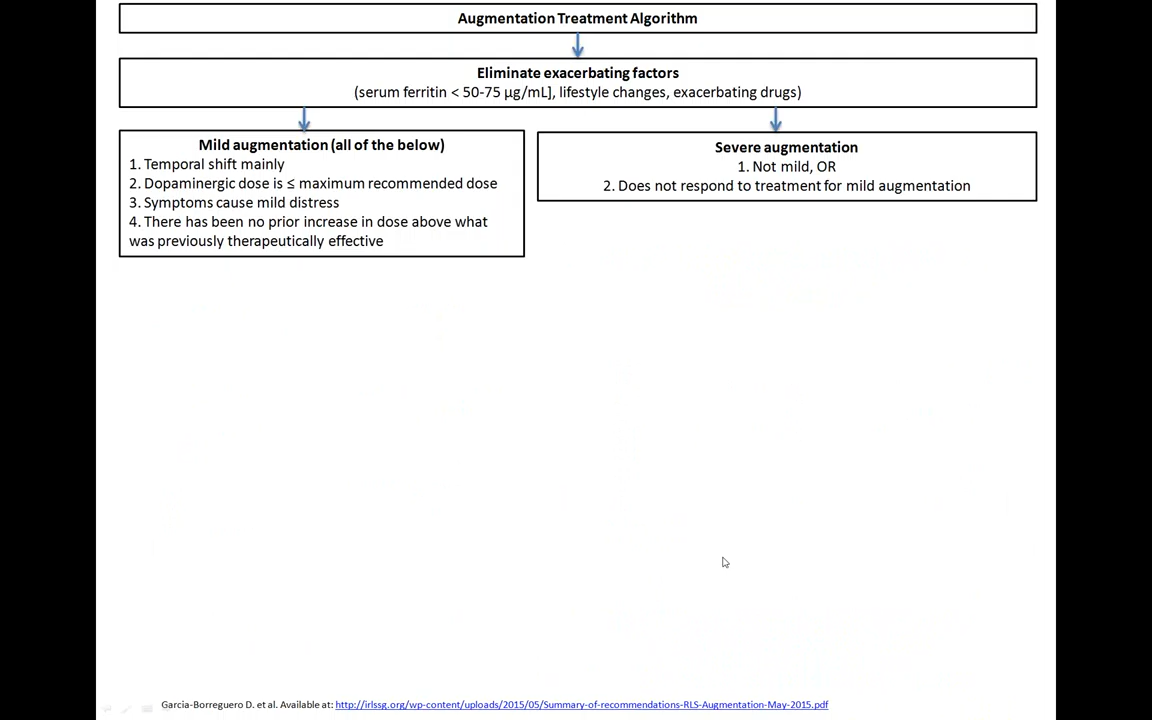 Augmentation Treatment Algorithm
Eliminate exacerbating factors
(serum ferritin < 50-75 µg/mL], lifestyle changes, exacerbating drugs)
Mild augmentation (all of the below)
1. Temporal shift mainly
2. Dopaminergic dose is ≤ maximum recommended dose
3. Symptoms cause mild distress
4. There has been no prior increase in dose above what
was previously therapeutically effective
Severe augmentation
1. Not mild, OR
2. Does not respond to treatment for mild augmentation
Garcia-Borreguero D. et al. Available at: http://irlssg.org/wp-content/uploads/2015/05/Summary-of-recommendations-RLS-Augmentation-May-2015.pdf